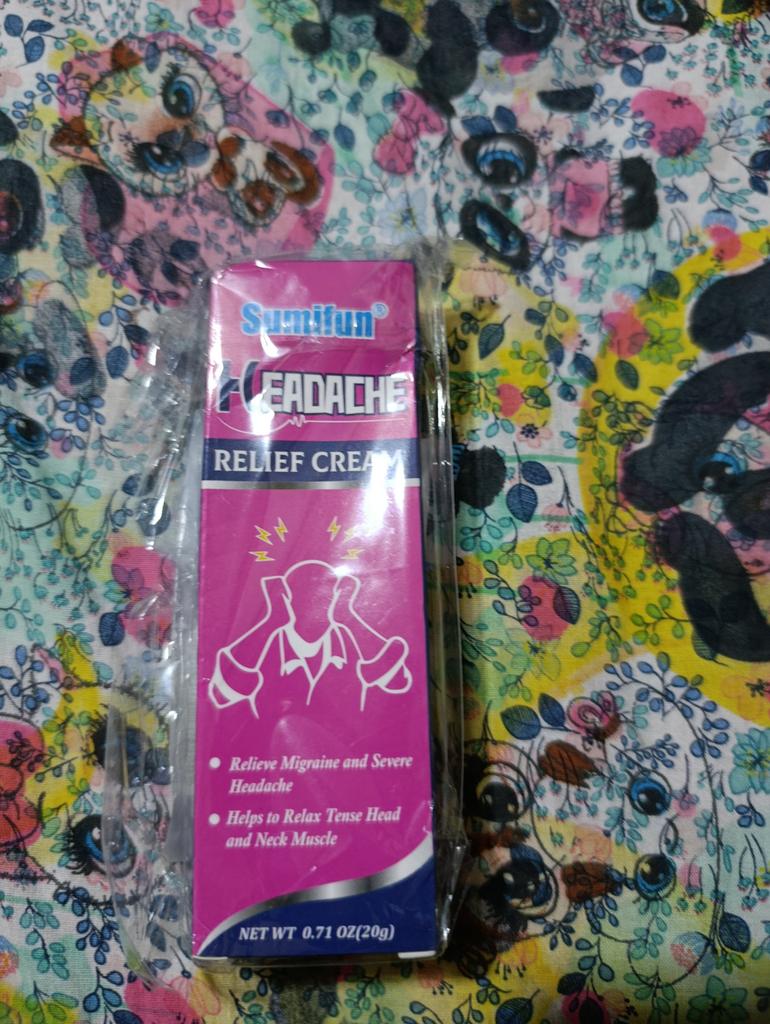 Sumifun®
HEADACHE
RELIEF CREAM
• Relieve Migraine and Severe
Headache
• Helps to Relax Tense Head
and Neck Muscle
NET WT 0.71 OZ(20g)